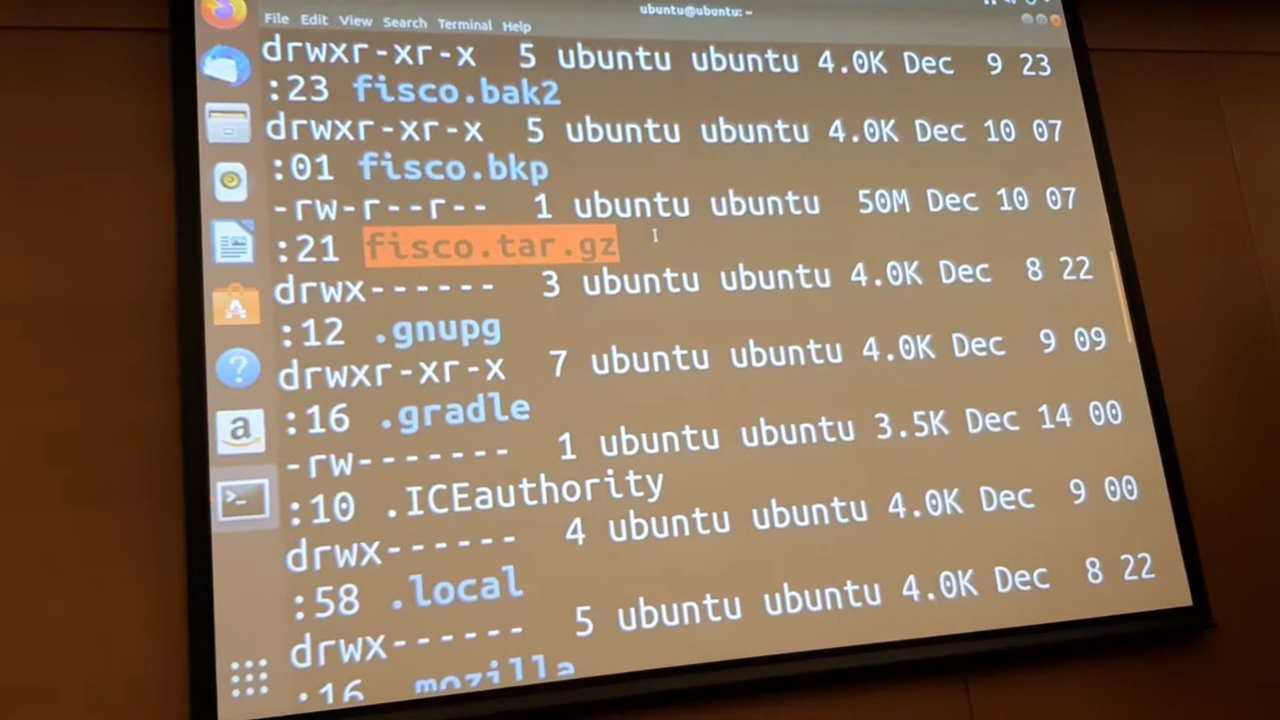 ubuntu@ubuntu: ~
File Edit View Search Terminal Help
drwxr-xr-x 5 ubuntu ubuntu 4.0K Dec 9 23
:23 fisco.bak2
drwxr-xr-x 5 ubuntu ubuntu 4.0K Dec 10 07
:01 fisco.bkp
-rw-r--r-- 1 ubuntu ubuntu 50M Dec 10 07
:21 fisco.tar.gz
drwx------ 3 ubuntu ubuntu 4.0K Dec 8 22
:12 .gnupg
drwxr-xr-x 7 ubuntu ubuntu 4.0K Dec 9 09
:16 .gradle
-rw------- 1 ubuntu ubuntu 3.5K Dec 14 00
:10 .ICEauthority
drwx------ 4 ubuntu ubuntu 4.0K Dec 9 00
:58 .local
drwx------ 5 ubuntu ubuntu 4.0K Dec 8 22
:16 .mozilla